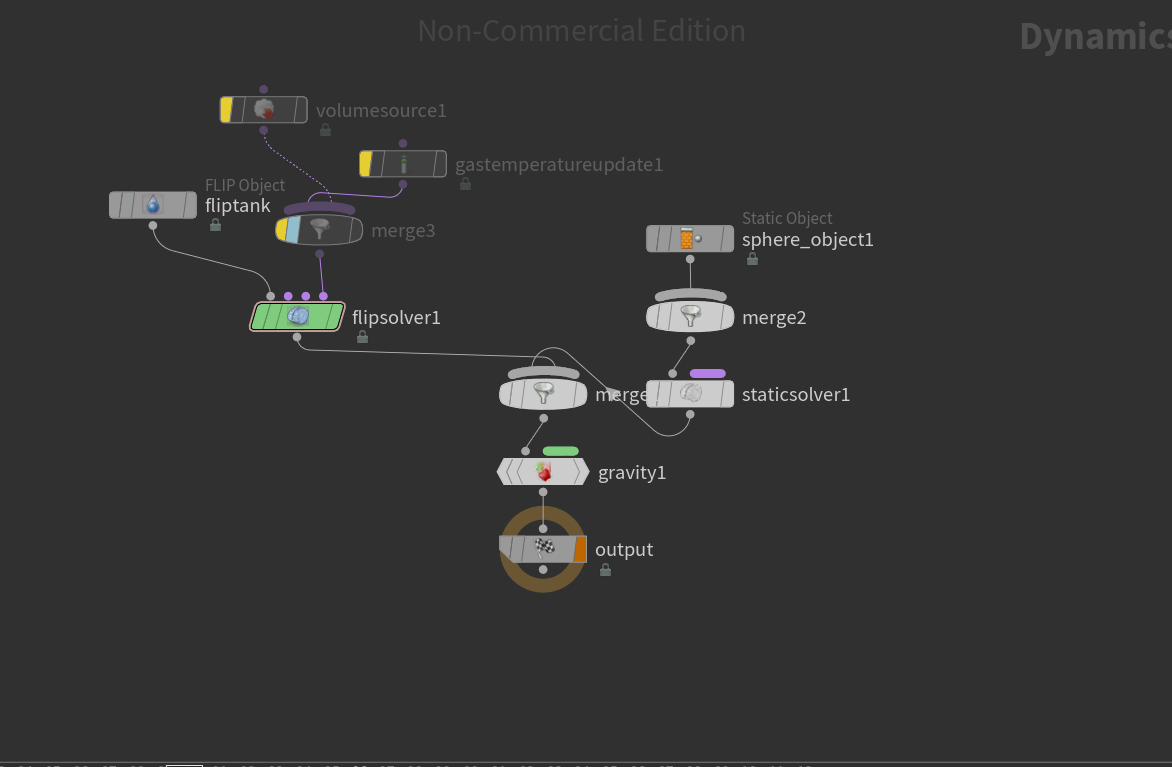 Non-Commercial Edition
Dynamics
volumesource1
gastemperatureupdate1
FLIP Object
fliptank
merge3
Static Object
sphere_object1
flipsolver1
merge2
merge
staticsolver1
gravity1
output